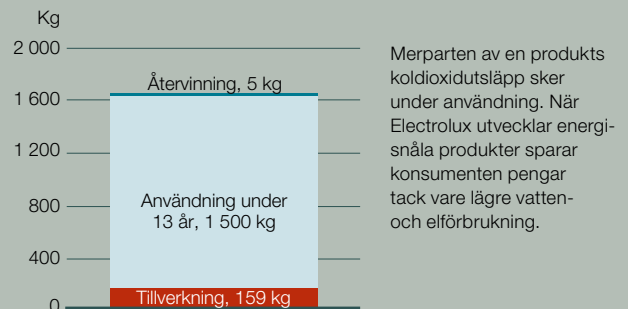 Kg
2 000
Återvinning, 5 kg
1 600
1 200
Användning under
13 år, 1 500 kg
800
400
Tillverkning, 159 kg
0
Merparten av en produkts
koldioxidutsläpp sker
under användning. När
Electrolux utvecklar energi-
snåla produkter sparar
konsumenten pengar
tack vare lägre vatten-
och elförbrukning.